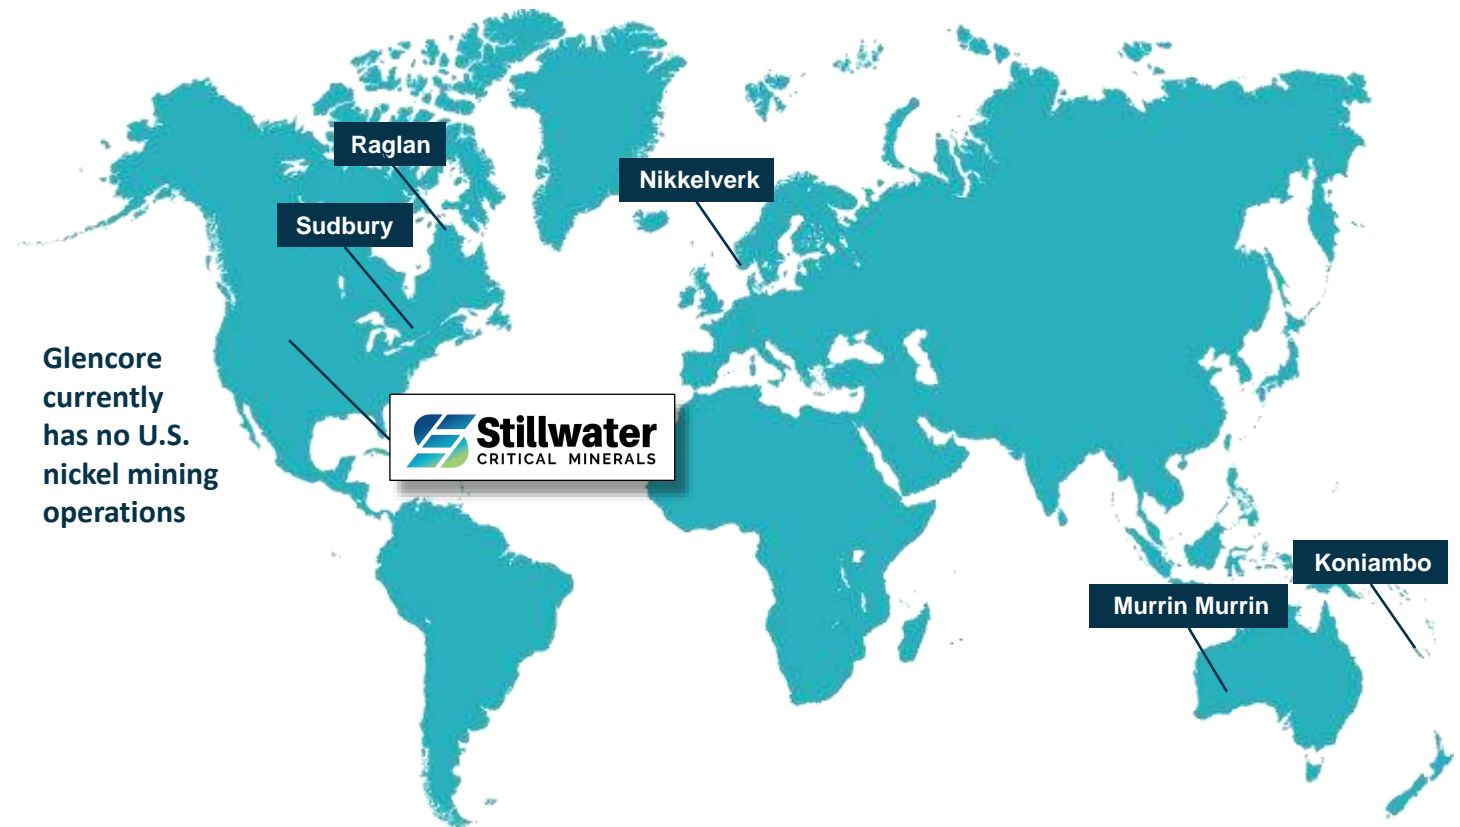 Raglan
Nikkelverk
Sudbury
Glencore
currently
has no U.S.
nickel mining
operations
Stillwater
CRITICAL MINERALS
Koniambo
Murrin Murrin